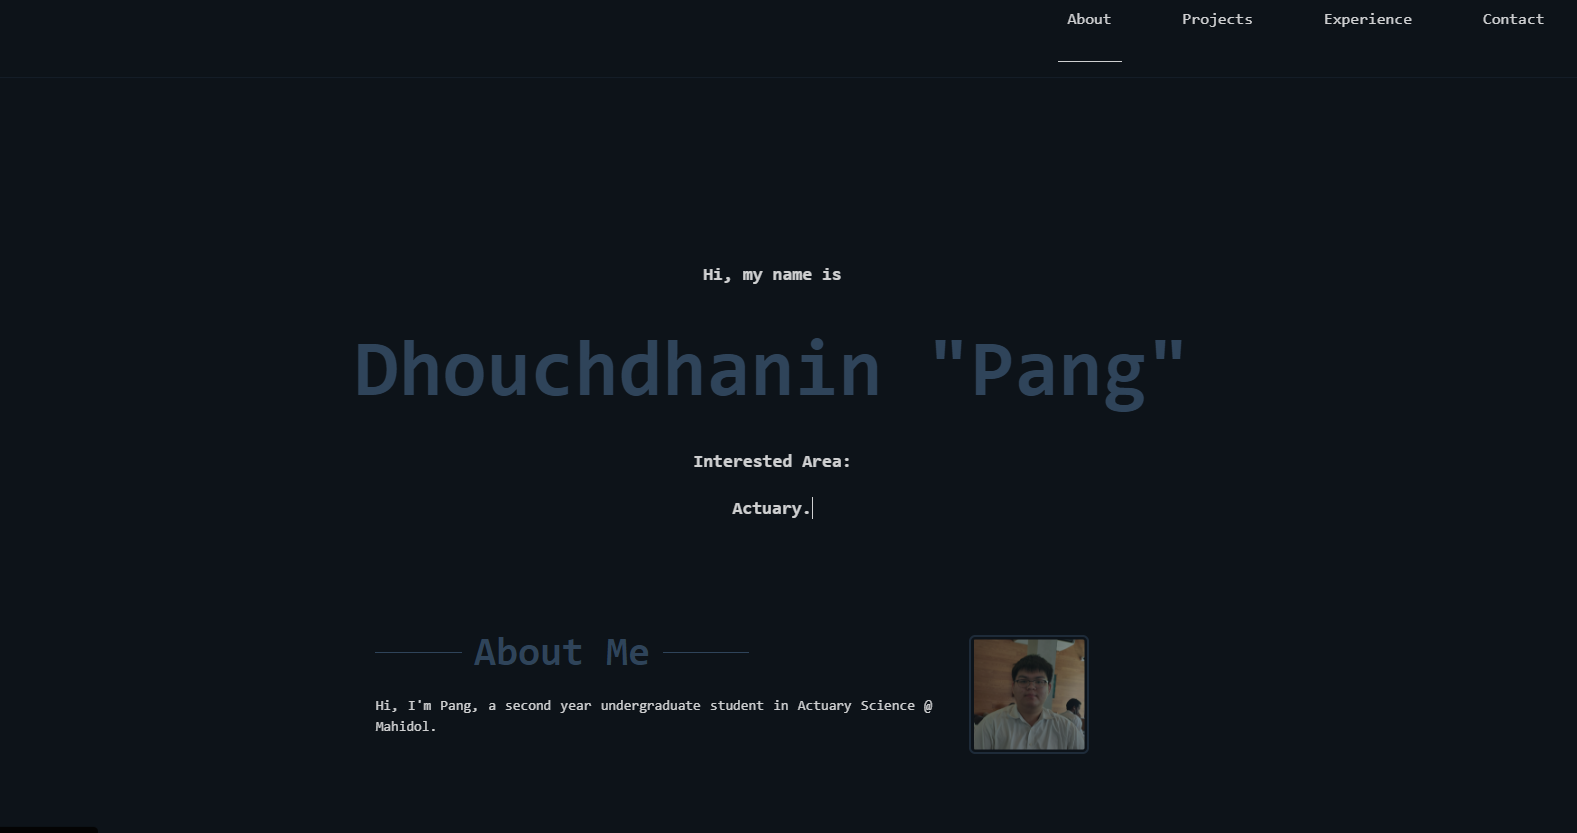 About Projects Experience Contact
Hi, my name is
Dhouchdhanin "Pang"
Interested Area:
Actuary.
About Me
Hi, I'm Pang, a second year undergraduate student in Actuary Science @
Mahidol.